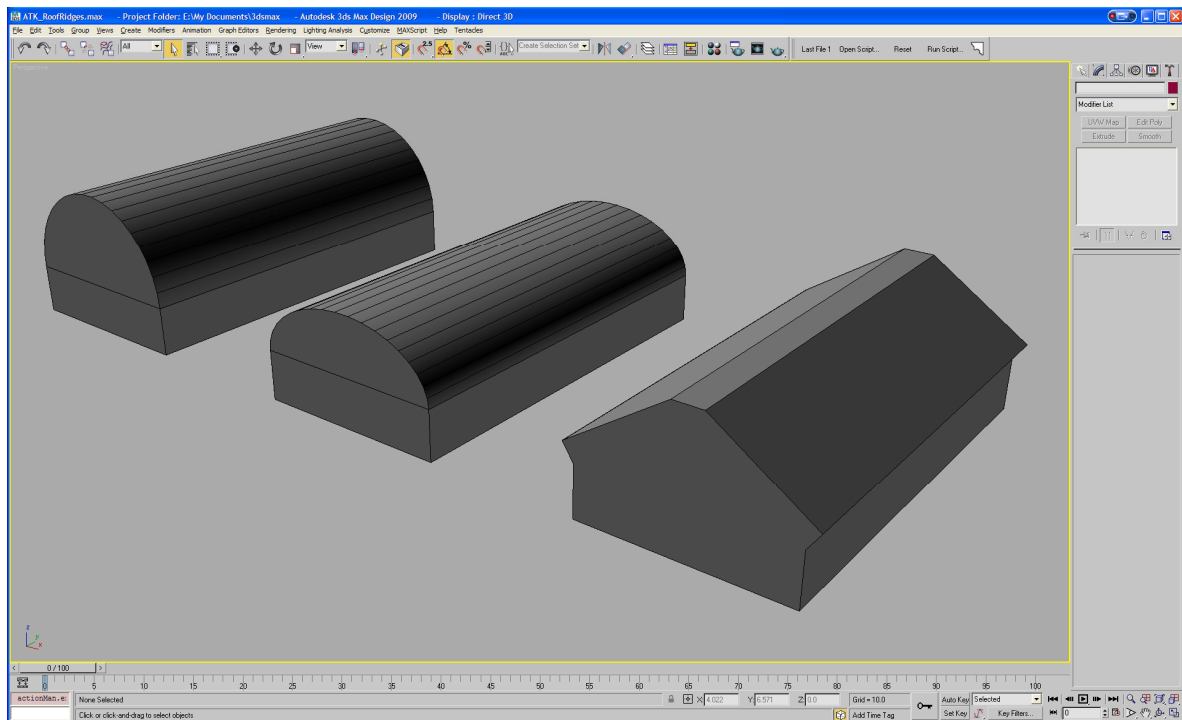 ATK_RoofRidges.max - Project Folder: E:\My Documents\3dsmax - Autodesk 3ds Max Design 2009 - Display : Direct 3D
File Edit Tools Group Views Create Modifiers Animation Graph Editors Rendering Lighting Analysis Customize MAXScript Help Tentacles
All View 2.5 Create Selection Set Last File 1 Open Script... Reset Run Script...
Perspective
Modifier List
UVW Map Edit Poly
Extrude Smooth
z
y
x
0 / 100
0 5 10 15 20 25 30 35 40 45 50 55 60 65 70 75 80 85 90 95 100
actionMan.e: None Selected X: 4.022 Y: 6.571 Z: 0.0 Grid = 10.0 Auto Key Selected
Click or click-and-drag to select objects Add Time Tag Set Key Key Filters... 0